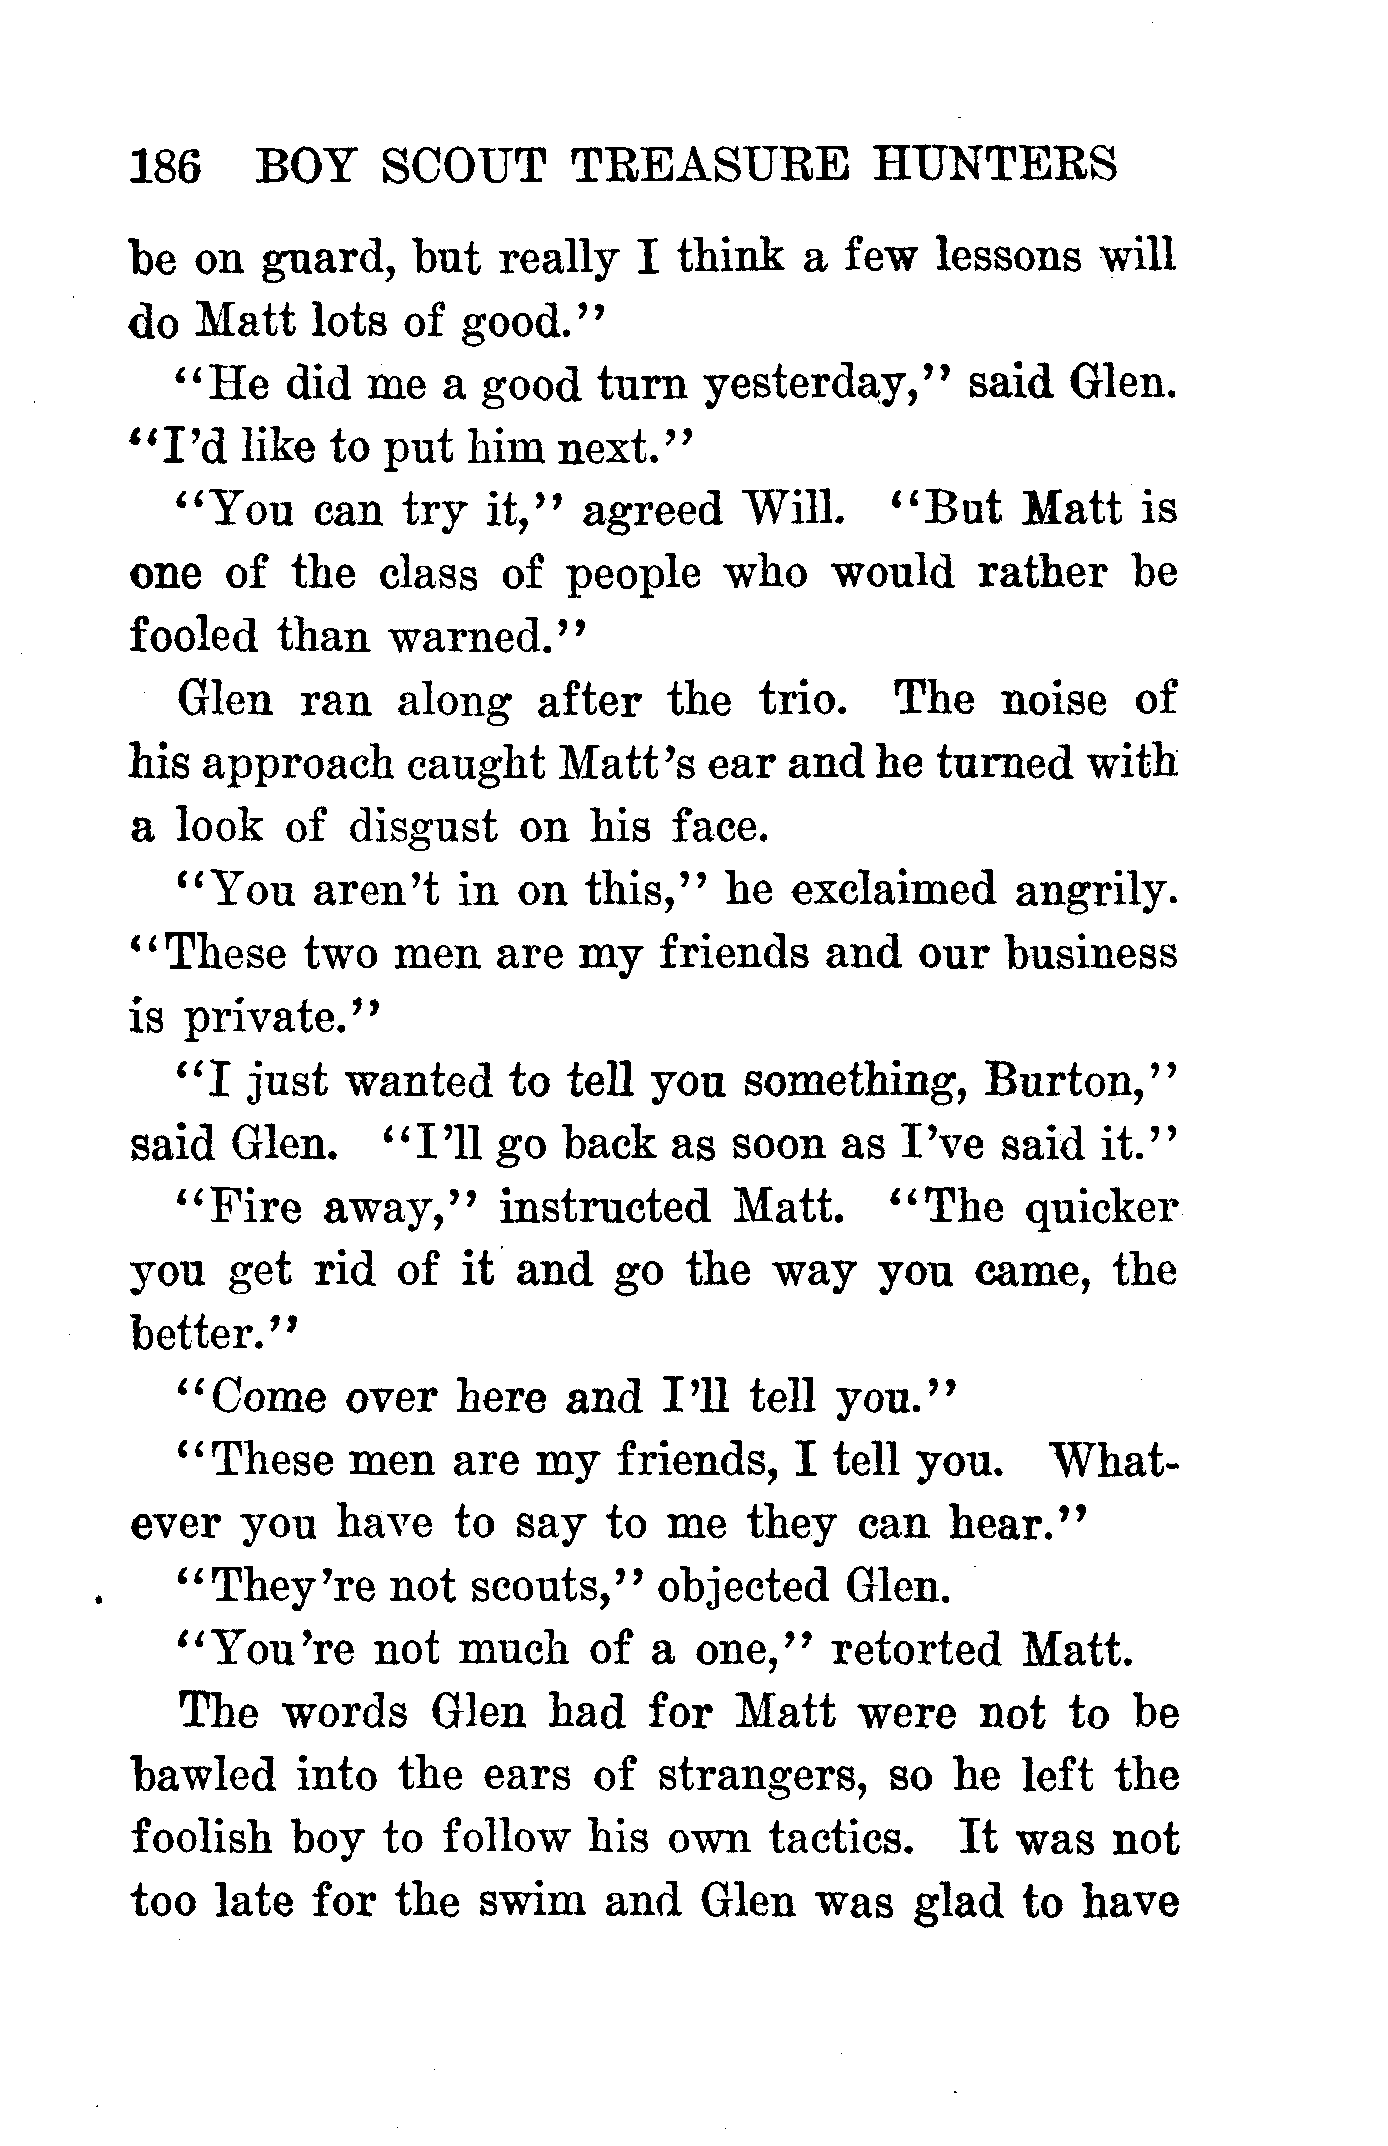 186 BOY SCOUT TREASURE HUNTERS
be on guard, but really I think a few lessons will
do Matt lots of good."
"He did me a good turn yesterday," said Glen.
"I'd like to put him next."
"You can try it," agreed Will. "But Matt is
one of the class of people who would rather be
fooled than warned."
Glen ran along after the trio. The noise of
his approach caught Matt's ear and he turned with
a look of disgust on his face.
"You aren't in on this," he exclaimed angrily.
"These two men are my friends and our business
is private."
"I just wanted to tell you something, Burton,"
said Glen. "I'll go back as soon as I've said it."
"Fire away," instructed Matt. "The quicker
you get rid of it and go the way you came, the
better."
"Come over here and I'll tell you."
"These men are my friends, I tell you. What-
ever you have to say to me they can hear."
"They're not scouts," objected Glen.
"You're not much of a one," retorted Matt.
The words Glen had for Matt were not to be
bawled into the ears of strangers, so he left the
foolish boy to follow his own tactics. It was not
too late for the swim and Glen was glad to have